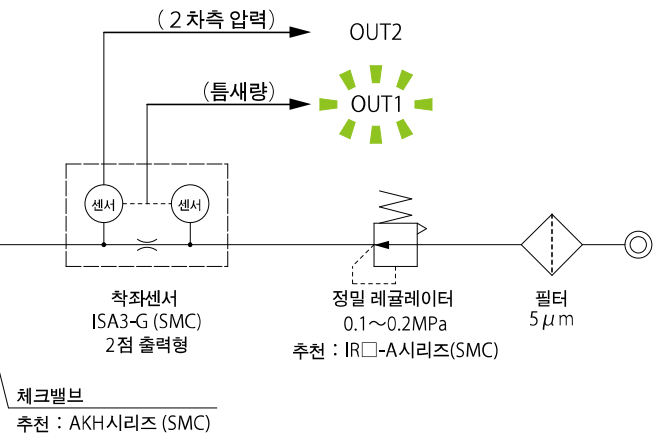 (2차측 압력)
OUT2
(틈새량)
OUT1
센서
센서
착좌센서
ISA3-G (SMC)
2점 출력형
정밀 레귤레이터
0.1～0.2MPa
추천 : IR□-A시리즈(SMC)
필터
5μm
체크밸브
추천 : AKH시리즈 (SMC)